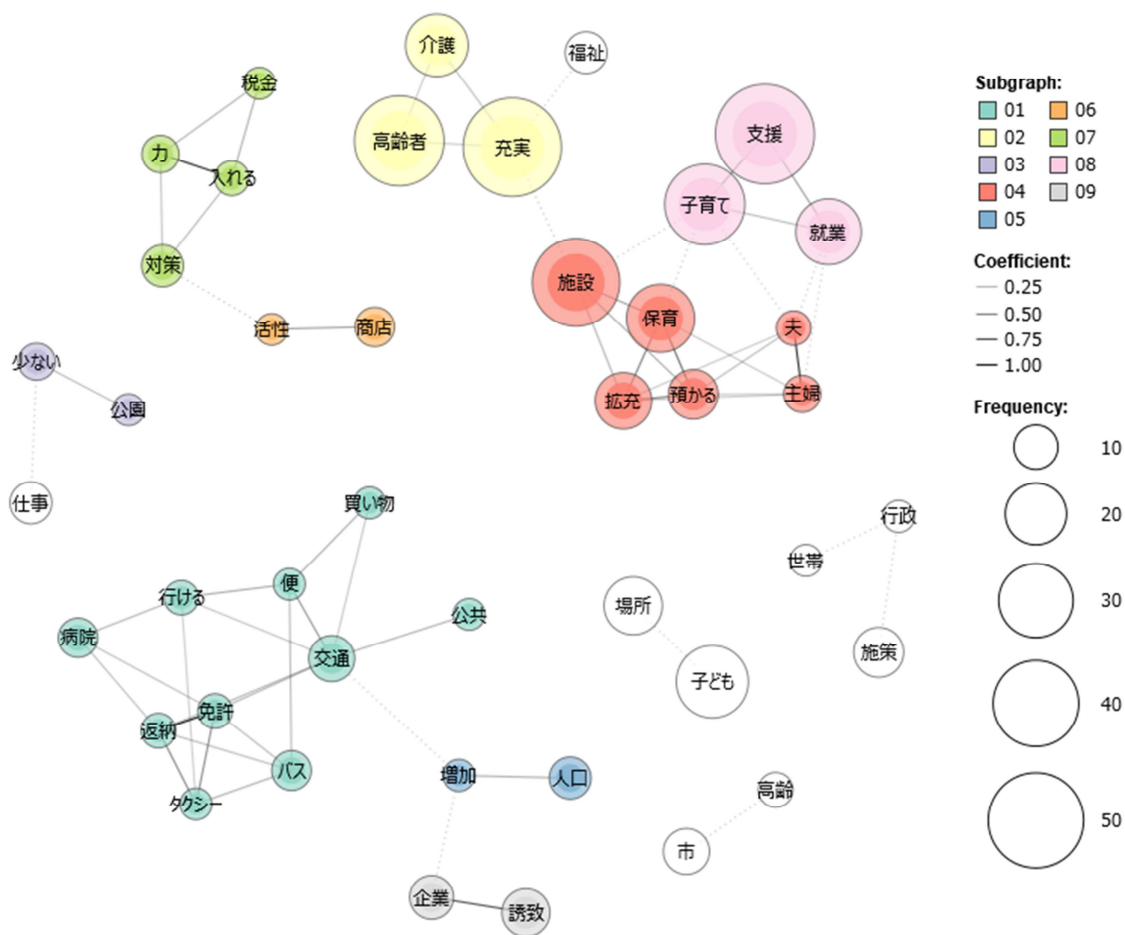 介護
福祉
税金
高齢者
充実
支援
力
入れる
子育て
就業
対策
施設
保育
夫
活性
商店
少ない
公園
拡充
預かる
主婦
仕事
買い物
行政
世帯
便
行ける
公共
場所
病院
交通
施策
子ども
免許
返納
バス
増加
人口
タクシー
高齢
市
企業
誘致
Subgraph:
01 06
02 07
03 08
04 09
05
Coefficient:
0.25
0.50
0.75
1.00
Frequency:
10
20
30
40
50